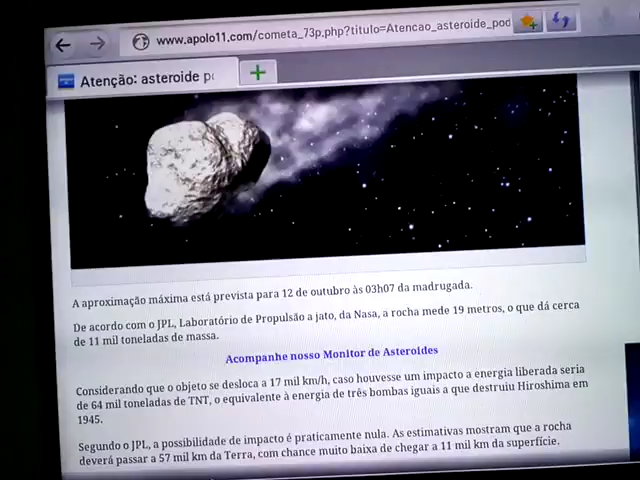 www.apolo11.com/cometa_73p.php?titulo=Atencao_asteroide_pod
Atenção: asteroide po
A aproximação máxima está prevista para 12 de outubro às 03h07 da madrugada.
De acordo com o JPL, Laboratório de Propulsão a jato, da Nasa, a rocha mede 19 metros, o que dá cerca
de 11 mil toneladas de massa.
Acompanhe nosso Monitor de Asteroides
Considerando que o objeto se desloca a 17 mil km/h, caso houvesse um impacto a energia liberada seria
de 64 mil toneladas de TNT, o equivalente à energia de três bombas iguais a que destruiu Hiroshima em
1945.
Segundo o JPL, a possibilidade de impacto é praticamente nula. As estimativas mostram que a rocha
deverá passar a 57 mil km da Terra, com chance muito baixa de chegar a 11 mil km da superfície.